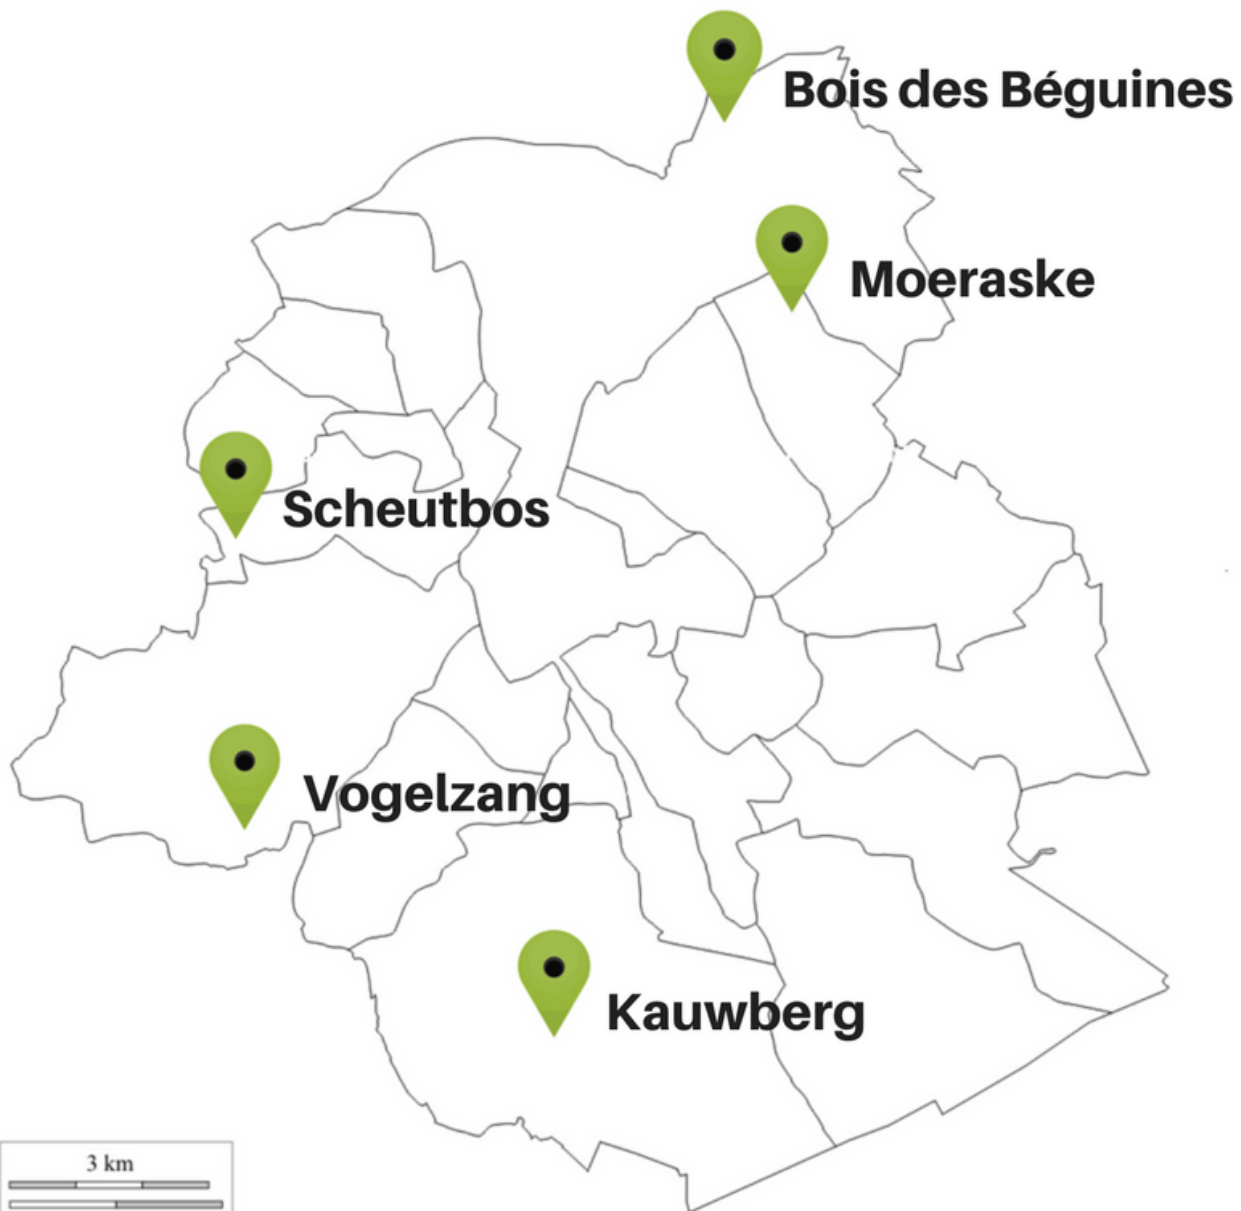 Bois des Béguines
Moeraske
Scheutbos
Vogelzang
Kauwberg
3 km